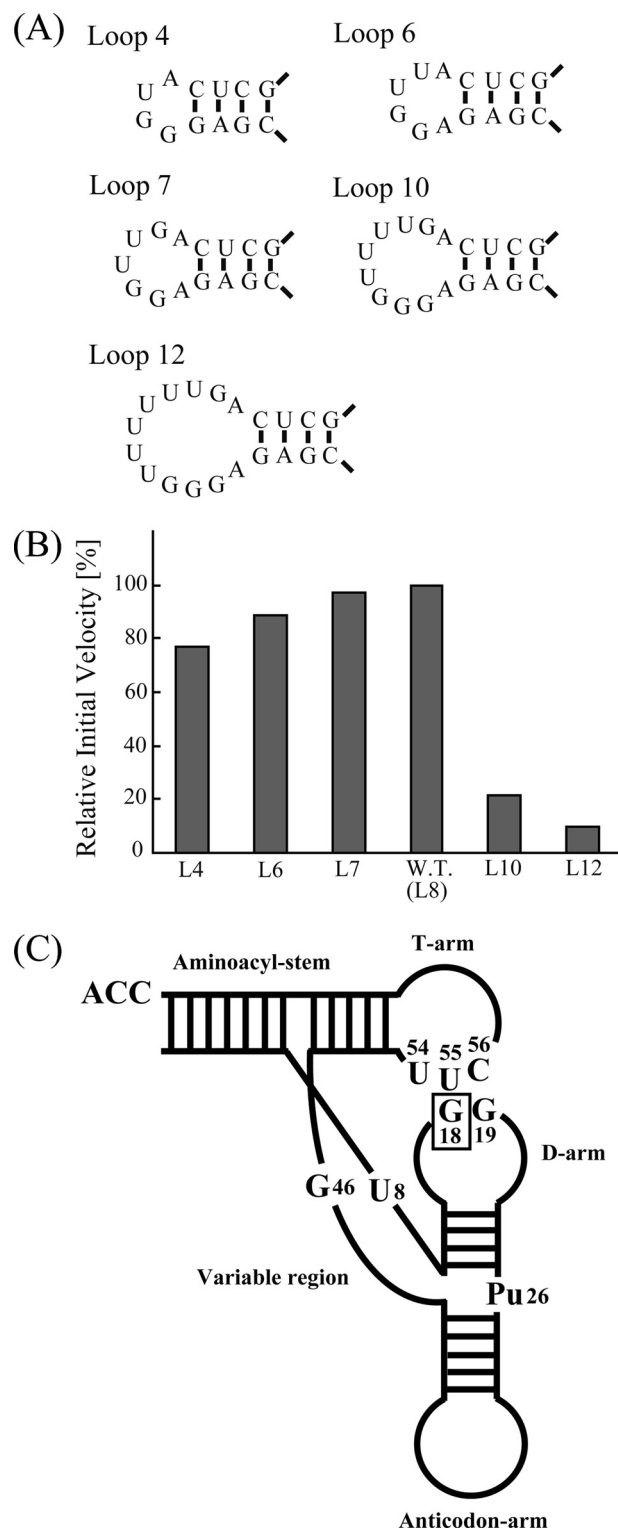 (A)
Loop 4
A C U C G
U
G
G G A G C
Loop 6
U U A C U C G
U
G
G A G A G C
Loop 7
U G A C U C G
U
G G A G A G C
Loop 10
U U U G A C U C G
U
U
G G G A G A G C
Loop 12
U U U U G A C U C G
U
U
U G G G A G A G C
(B)
Relative Initial Velocity [%]
100
80
60
40
20
0
L4 L6 L7 W.T. L10 L12
(L8)
(C)
Aminoacyl-stem
T-arm
ACC
54 55 56
U U C
G G
18 19
D-arm
G46 U8
Variable region
Pu26
Anticodon-arm